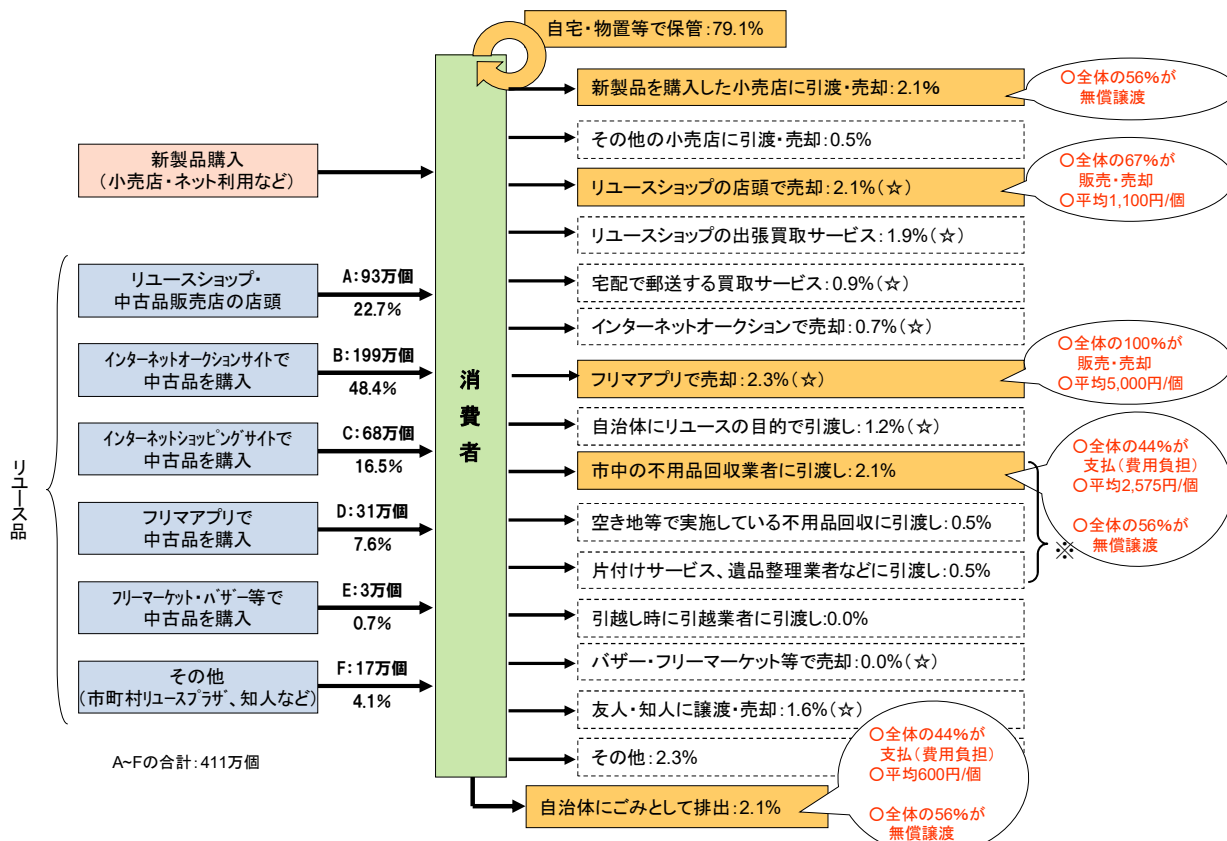 自宅・物置等で保管：79.1%
新製品を購入した小売店に引渡・売却：2.1%
〇全体の56%が
無償譲渡
その他の小売店に引渡・売却：0.5%
新製品購入
（小売店・ネット利用など）
リユースショップの店頭で売却：2.1%（☆）
〇全体の67%が
販売・売却
〇平均1,100円/個
リユースショップの出張買取サービス：1.9%（☆）
リユース品
リユースショップ・
中古品販売店の店頭
A：93万個
22.7%
宅配で郵送する買取サービス：0.9%（☆）
インターネットオークションで売却：0.7%（☆）
インターネットオークションサイトで
中古品を購入
B：199万個
48.4%
消費者
フリマアプリで売却：2.3%（☆）
〇全体の100%が
販売・売却
〇平均5,000円/個
インターネットショッピングサイトで
中古品を購入
C：68万個
16.5%
自治体にリユースの目的で引渡し：1.2%（☆）
市中の不用品回収業者に引渡し：2.1%
〇全体の44%が
支払（費用負担）
〇平均2,575円/個
〇全体の56%が
無償譲渡
フリマアプリで
中古品を購入
D：31万個
7.6%
空き地等で実施している不用品回収に引渡し：0.5%
※
片付けサービス、遺品整理業者などに引渡し：0.5%
フリーマーケット・バザー等で
中古品を購入
E：3万個
0.7%
引越し時に引越業者に引渡し:0.0%
バザー・フリーマーケット等で売却：0.0%（☆）
その他
（市町村リユースプラザ、知人など）
F：17万個
4.1%
友人・知人に譲渡・売却：1.6%（☆）
その他：2.3%
A~Fの合計：411万個
自治体にごみとして排出：2.1%
〇全体の44%が
支払（費用負担）
〇平均600円/個
〇全体の56%が
無償譲渡